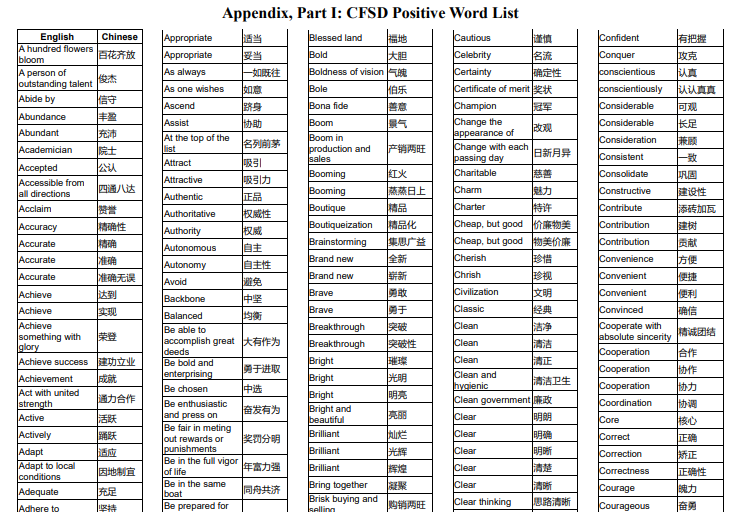 Appendix, Part I: CFSD Positive Word List
English Chinese
A hundred flowers
bloom 百花齐放
A person of
outstanding talent 俊杰
Abide by 信守
Abundance 丰盈
Abundant 充沛
Academician 院士
Accepted 公认
Accessible from
all directions 四通八达
Acclaim 赞誉
Accuracy 精确性
Accurate 精确
Accurate 准确
Accurate 准确无误
Achieve 达到
Achieve 实现
Achieve
something with
glory 荣登
Achieve success 建功立业
Achievement 成就
Act with united
strength 通力合作
Active 活跃
Actively 踊跃
Adapt 适应
Adapt to local
conditions 因地制宜
Adequate 充足
Adhere to 坚持
Appropriate 适当
Appropriate 妥当
As always 一如既往
As one wishes 如意
Ascend 跻身
Assist 协助
At the top of the
list 名列前茅
Attract 吸引
Attractive 吸引力
Authentic 正品
Authoritative 权威性
Authority 权威
Autonomous 自主
Autonomy 自主性
Avoid 避免
Backbone 中坚
Balanced 均衡
Be able to
accomplish great
deeds 大有作为
Be bold and
enterprising 勇于进取
Be chosen 中选
Be enthusiastic
and press on 奋发有为
Be fair in meting
out rewards or
punishments 奖罚分明
Be in the full vigor
of life 年富力强
Be in the same
boat 同舟共济
Be prepared for
Blessed land 福地
Bold 大胆
Boldness of vision 气魄
Bole 伯乐
Bona fide 善意
Boom 景气
Boom in
production and
sales 产销两旺
Booming 红火
Booming 蒸蒸日上
Boutique 精品
Boutiqueization 精品化
Brainstorming 集思广益
Brand new 全新
Brand new 崭新
Brave 勇敢
Brave 勇于
Breakthrough 突破
Breakthrough 突破性
Bright 璀璨
Bright 光明
Bright 明亮
Bright and
beautiful 亮丽
Brilliant 灿烂
Brilliant 光辉
Brilliant 辉煌
Bring together 凝聚
Brisk buying and
selling 购销两旺
Cautious 谨慎
Celebrity 名流
Certainty 确定性
Certificate of merit 奖状
Champion 冠军
Change the
appearance of 改观
Change with each
passing day 日新月异
Charitable 慈善
Charm 魅力
Charter 特许
Cheap, but good 价廉物美
Cheap, but good 物美价廉
Cherish 珍惜
Chrish 珍视
Civilization 文明
Classic 经典
Clean 洁净
Clean 清洁
Clean 清正
Clean and
hygienic 清洁卫生
Clean government 廉政
Clear 明朗
Clear 明确
Clear 明晰
Clear 清楚
Clear 清晰
Clear thinking 思路清晰
Confident 有把握
Conquer 攻克
conscientious 认真
conscientiously 认认真真
Considerable 可观
Considerable 长足
Consideration 兼顾
Consistent 一致
Consolidate 巩固
Constructive 建设性
Contribute 添砖加瓦
Contribution 建树
Contribution 贡献
Convenience 方便
Convenient 便捷
Convenient 便利
Convinced 确信
Cooperate with
absolute sincerity 精诚团结
Cooperation 合作
Cooperation 协作
Cooperation 协力
Coordination 协调
Core 核心
Correct 正确
Correction 矫正
Correctness 正确性
Courage 魄力
Courageous 奋勇